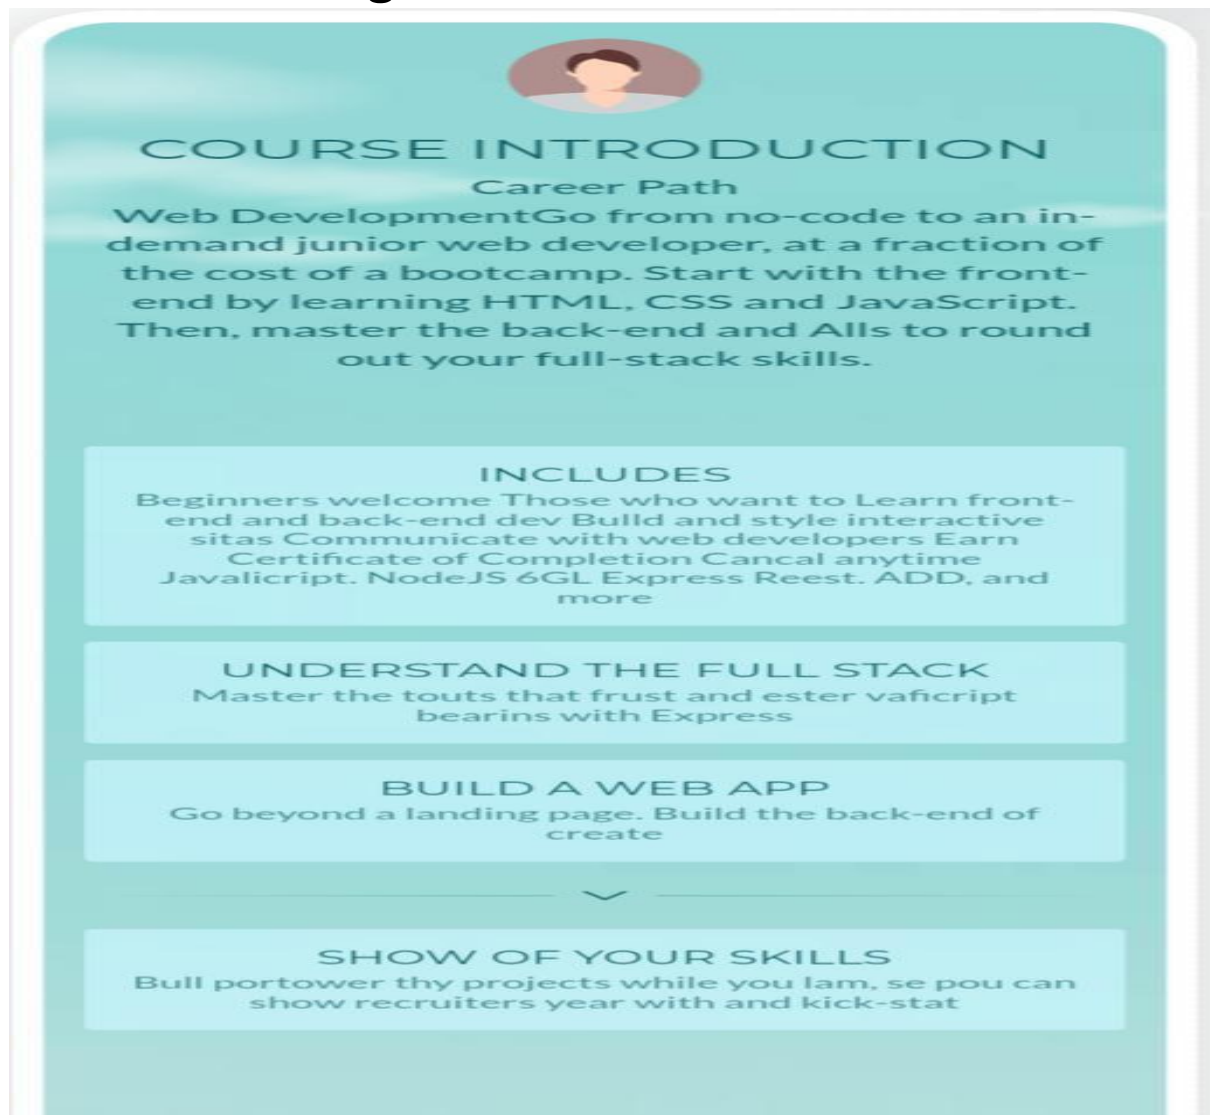 COURSE INTRODUCTION
Career Path
Web DevelopmentGo from no-code to an in-
demand junior web developer, at a fraction of
the cost of a bootcamp. Start with the front-
end by learning HTML, CSS and JavaScript.
Then, master the back-end and Alls to round
out your full-stack skills.
INCLUDES
Beginners welcome Those who want to Learn front-
end and back-end dev Bulld and style interactive
sitas Communicate with web developers Earn
Certificate of Completion Cancal anytime
Javalicript. NodeJS 6GL Express Reest. ADD, and
more
UNDERSTAND THE FULL STACK
Master the touts that frust and ester vaficript
bearins with Express
BUILD A WEB APP
Go beyond a landing page. Build the back-end of
create
SHOW OF YOUR SKILLS
Bull portower thy projects while you lam, se pou can
show recruiters year with and kick-stat